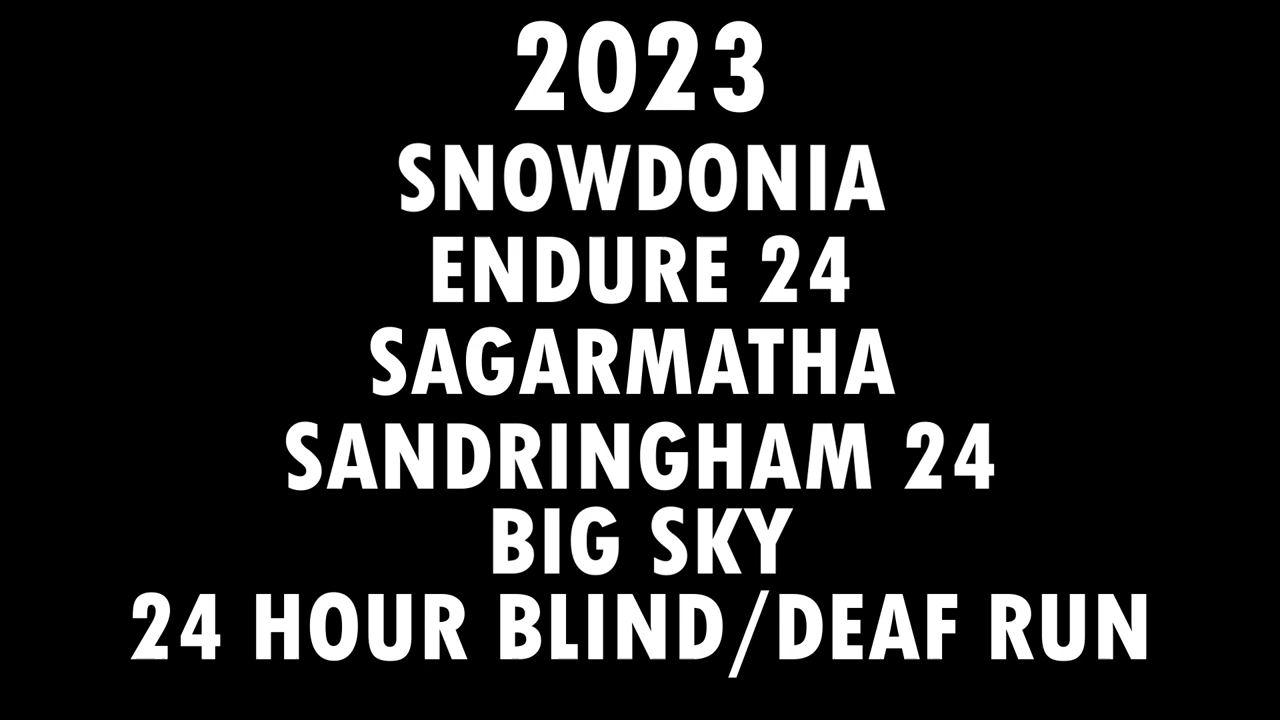 2023
SNOWDONIA
ENDURE 24
SAGARMATHA
SANDRINGHAM 24
BIG SKY
24 HOUR BLIND/DEAF RUN